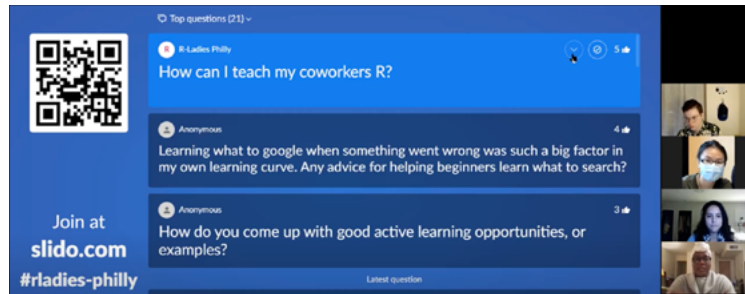 Top questions (21)
R
R-Ladies Philly
5
How can I teach my coworkers R?
Anonymous
4
Learning what to google when something went wrong was such a big factor in
my own learning curve. Any advice for helping beginners learn what to search?
Anonymous
3
How do you come up with good active learning opportunities, or
examples?
Latest question
Join at
slido.com
#rladies-philly